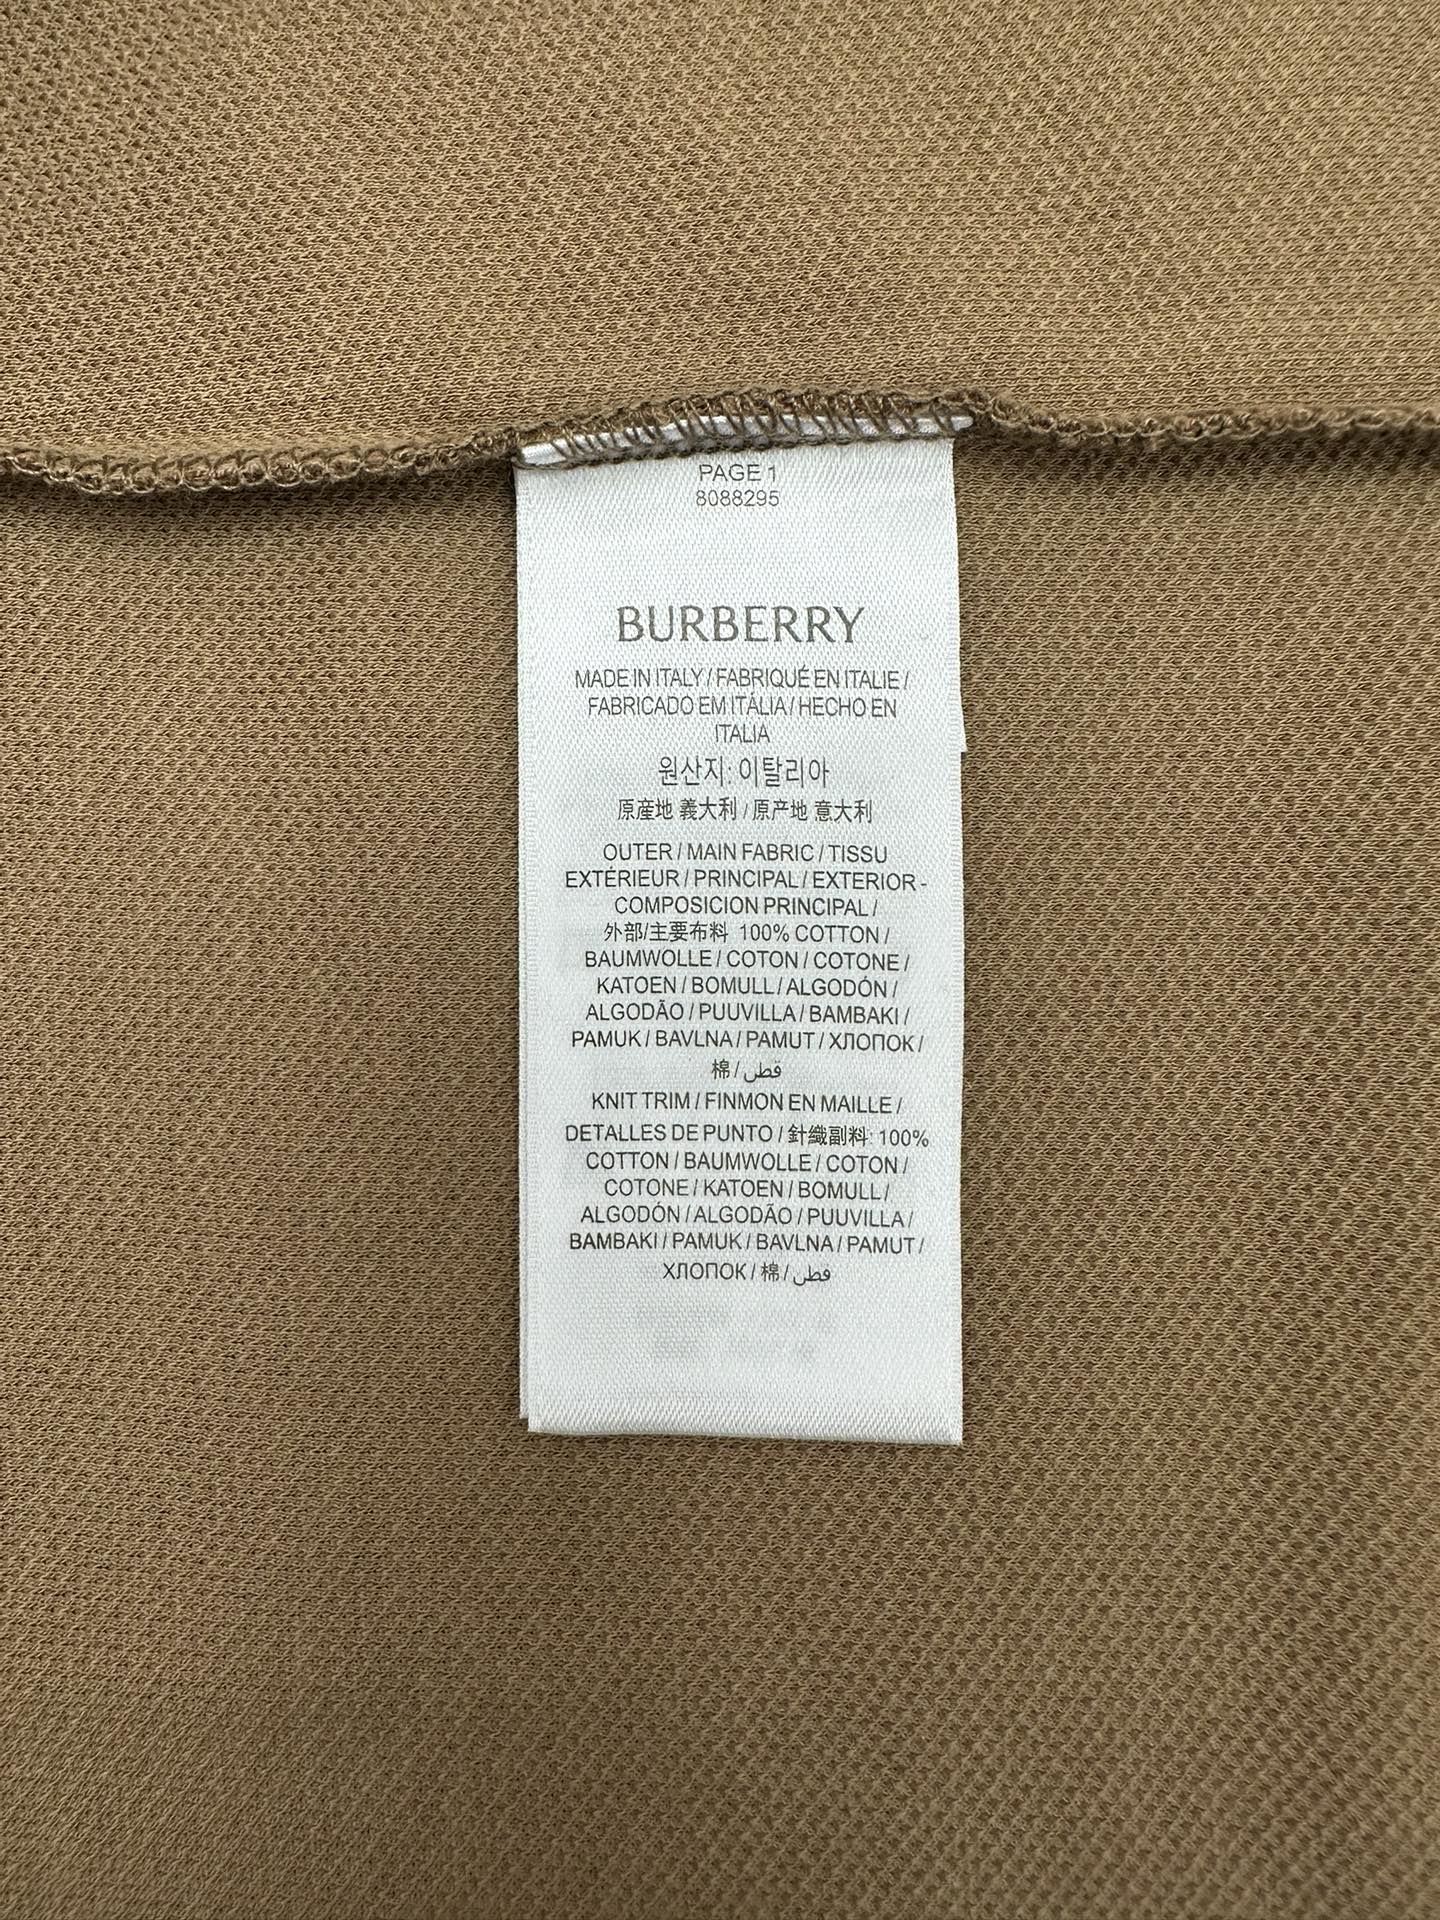 PAGE 1
8088295
BURBERRY
MADE IN ITALY / FABRIQUÉ EN ITALIE /
FABRICADO EM ITÁLIA / HECHO EN
ITALIA
원산지: 이탈리아
原産地 義大利 / 原产地 意大利
OUTER / MAIN FABRIC / TISSU
EXTÉRIEUR / PRINCIPAL / EXTERIOR -
COMPOSICION PRINCIPAL /
外部/主要布料 100% COTTON /
BAUMWOLLE / COTON / COTONE /
KATOEN / BOMULL / ALGODÓN /
ALGODÃO / PUUVILLA / BAMBAKI /
PAMUK / BAVLNA / PAMUT / ХЛОПОК /
棉 / قطن
KNIT TRIM / FINMON EN MAILLE /
DETALLES DE PUNTO / 針織副料: 100%
COTTON / BAUMWOLLE / COTON /
COTONE / KATOEN / BOMULL /
ALGODÓN / ALGODÃO / PUUVILLA /
BAMBAKI / PAMUK / BAVLNA / PAMUT /
ХЛОПОК / 棉 / قطن